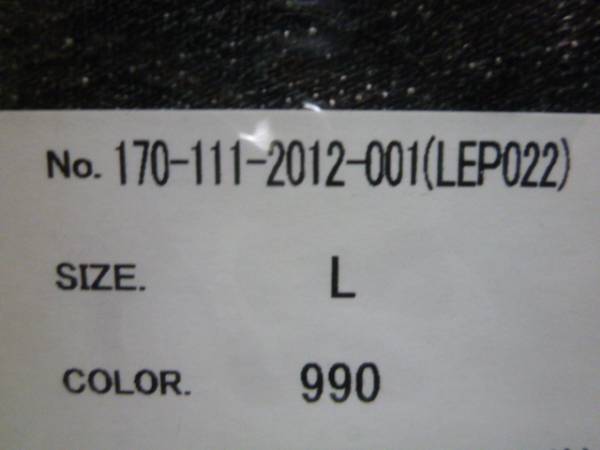 No. 170-111-2012-001(LEP022)
SIZE. L
COLOR. 990